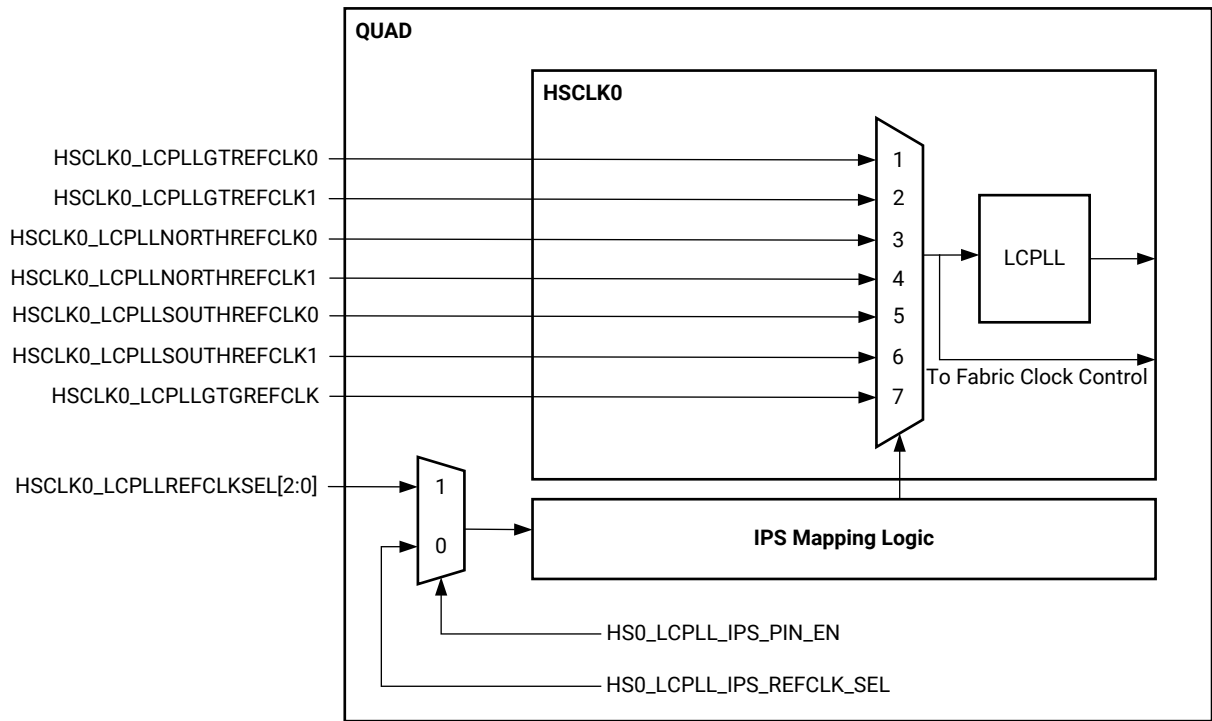 QUAD
HSCLK0
HSCLK0_LCPLLGTREFCLK0
1
HSCLK0_LCPLLGTREFCLK1
2
HSCLK0_LCPLLNORTHREFCLK0
3
LCPLL
HSCLK0_LCPLLNORTHREFCLK1
4
HSCLK0_LCPLLSOUTHREFCLK0
5
HSCLK0_LCPLLSOUTHREFCLK1
6
To Fabric Clock Control
HSCLK0_LCPLLGTGREFCLK
7
HSCLK0_LCPLLREFCLKSEL[2:0]
1
IPS Mapping Logic
0
HS0_LCPLL_IPS_PIN_EN
HS0_LCPLL_IPS_REFCLK_SEL